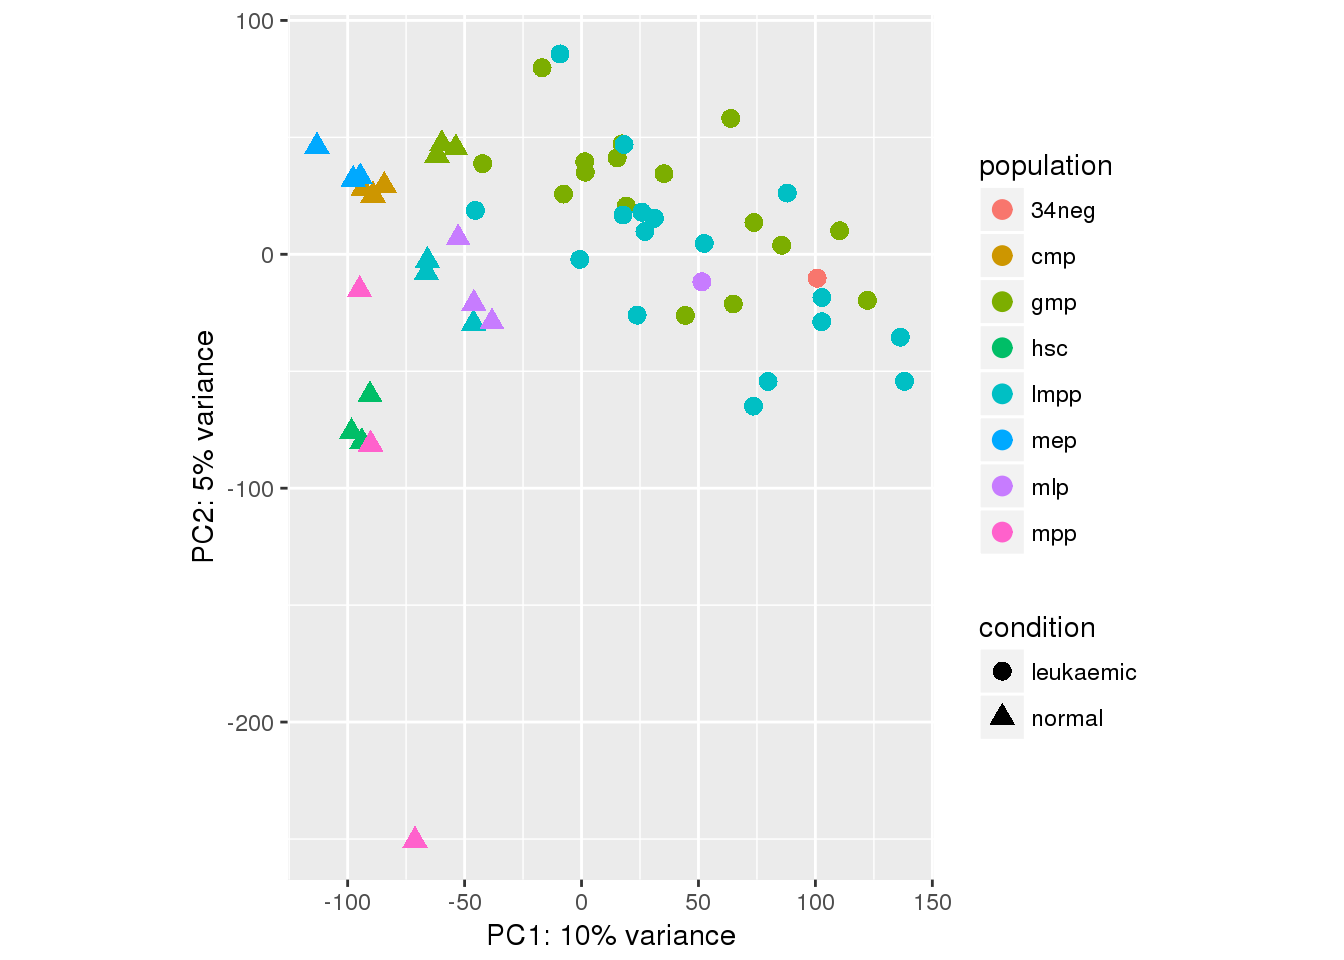 100
0
-100
-200
PC2: 5% variance
-100
-50
0
50
100
150
PC1: 10% variance
population
34neg
cmp
gmp
hsc
lmpp
mep
mlp
mpp
condition
leukaemic
normal